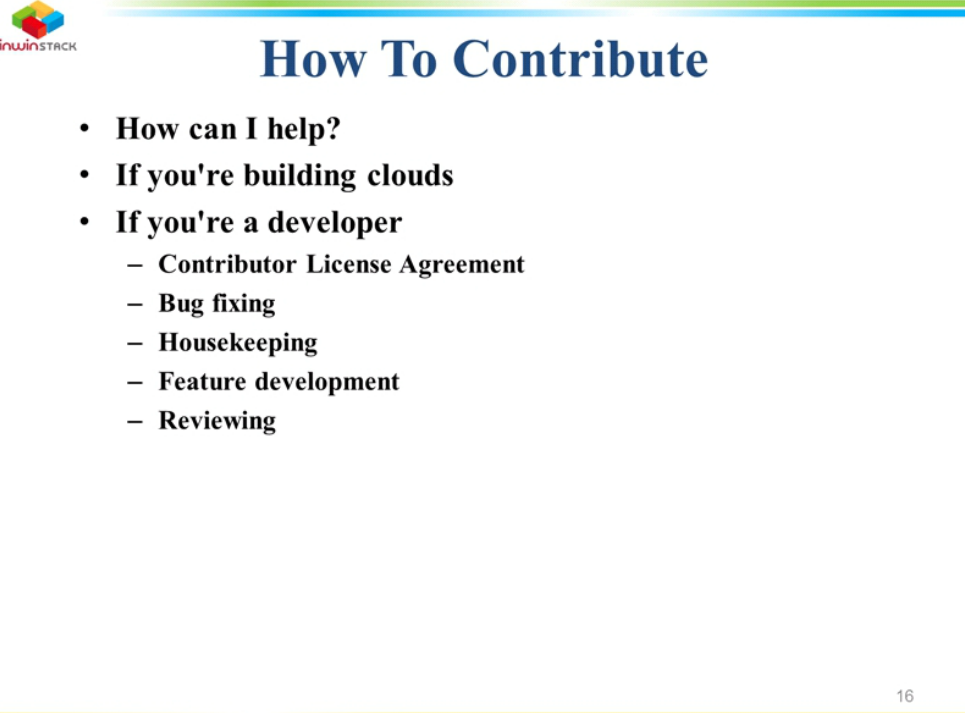 inwinSTACK
How To Contribute
• How can I help?
• If you're building clouds
• If you're a developer
– Contributor License Agreement
– Bug fixing
– Housekeeping
– Feature development
– Reviewing
16